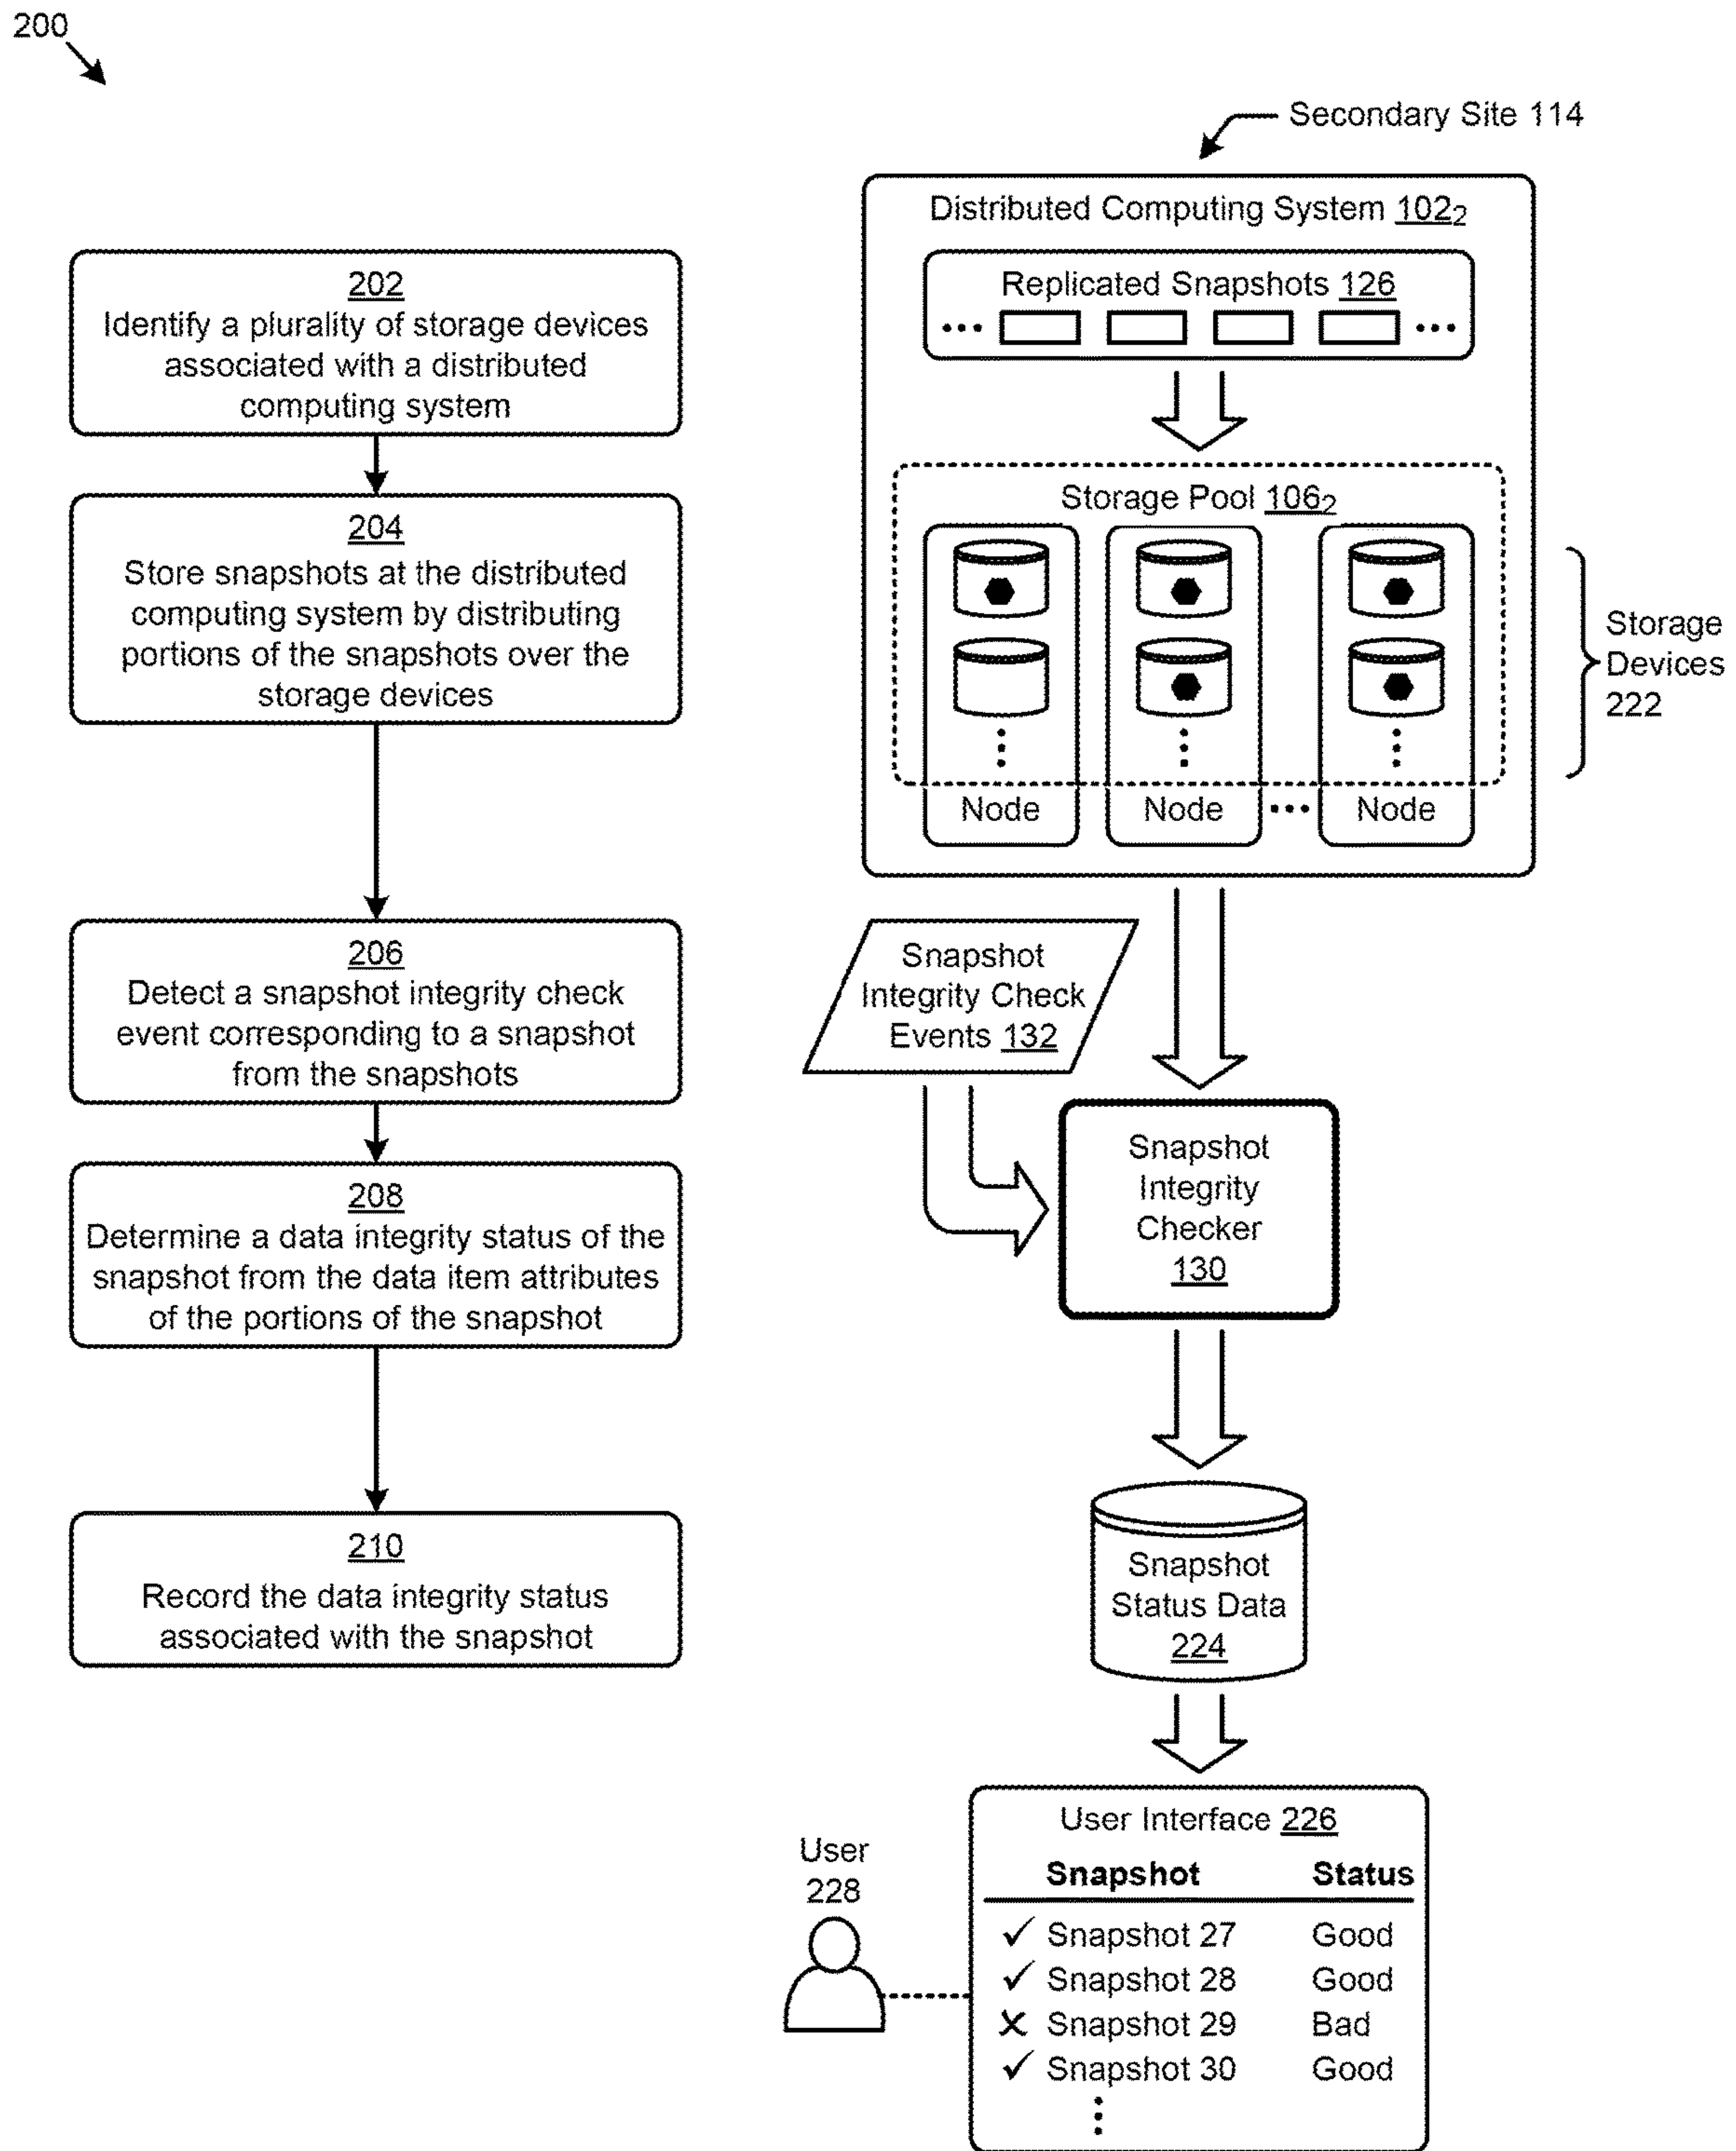 200
202
Identify a plurality of storage devices
associated with a distributed
computing system
204
Store snapshots at the distributed
computing system by distributing
portions of the snapshots over the
storage devices
206
Detect a snapshot integrity check
event corresponding to a snapshot
from the snapshots
208
Determine a data integrity status of the
snapshot from the data item attributes
of the portions of the snapshot
210
Record the data integrity status
associated with the snapshot
Secondary Site 114
Distributed Computing System 102₂
Replicated Snapshots 126
Storage Pool 106₂
Node Node Node
Storage
Devices
222
Snapshot
Integrity Check
Events 132
Snapshot
Integrity
Checker
130
Snapshot
Status Data
224
User Interface 226
Snapshot Status
✓ Snapshot 27 Good
✓ Snapshot 28 Good
✗ Snapshot 29 Bad
✓ Snapshot 30 Good
User
228